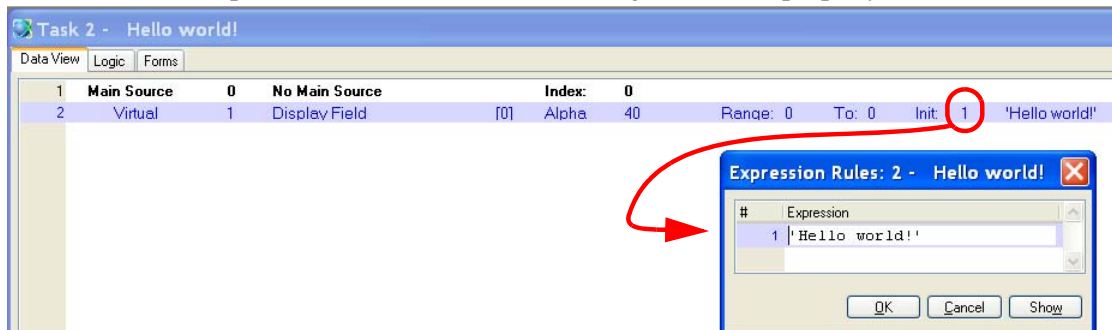 Task 2 - Hello world!
Data View Logic Forms
1 Main Source 0 No Main Source Index: 0
2 Virtual 1 Display Field [0] Alpha 40 Range: 0 To: 0 Init: 1 'Hello world!'
Expression Rules: 2 - Hello world!
# Expression
1 'Hello world!'
OK Cancel Show